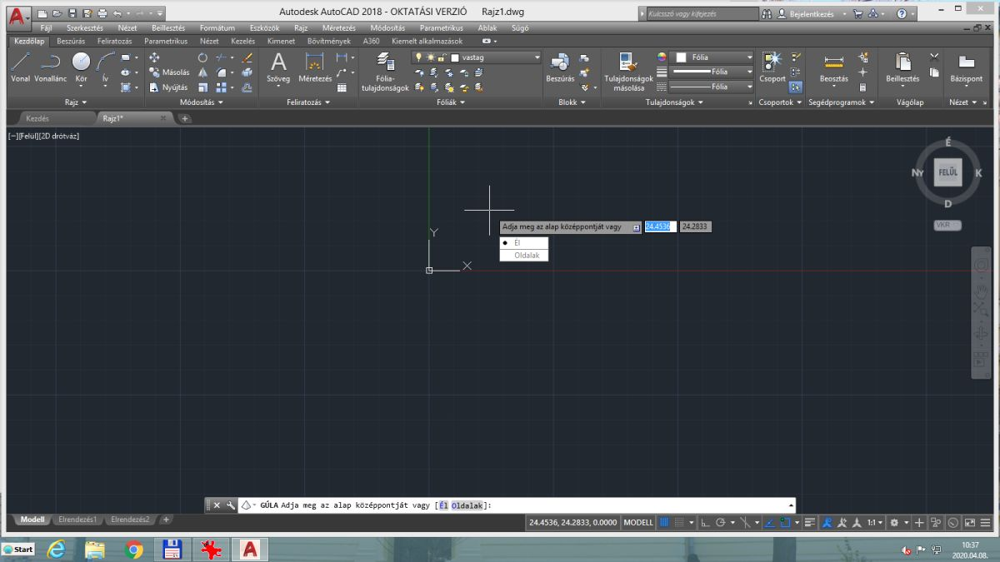 Autodesk AutoCAD 2018 - OKTATÁSI VERZIÓ Rajz1.dwg
Kulcsszó vagy kifejezés
Bejelentkezés
Fájl Szerkesztés Nézet Beillesztés Formátum Eszközök Rajz Méretezés Módosítás Parametrikus Ablak Súgó
Kezdőlap Beszúrás Feliratozás Parametrikus Nézet Kezelés Kimenet Bővítmények A360 Kiemelt alkalmazások
vastag
Fólia
Másolás
Fólia
Vonal Vonallánc Kör Ív
Szöveg Méretezés
Fólia-
tulajdonságok
Beszúrás
Tulajdonságok
másolása
Csoport
Beosztás
Beillesztés
Bázispont
Nyújtás
Fólia
Rajz
Módosítás
Feliratozás
Fóliák
Blokk
Tulajdonságok
Csoportok
Segédprogramok
Vágólap
Nézet
Kezdés
Rajz1*
[−][Felül][2D drótváz]
É
Ny
FELÜL
K
D
VKR
Y
X
Adja meg az alap középpontját vagy
24.4536
24.2833
Él
Oldalak
GÚLA Adja meg az alap középpontját vagy [Él Oldalak]:
Modell Elrendezés1 Elrendezés2
24.4536, 24.2833, 0.0000
MODELL
1:1
Start
10:37
2020.04.08.